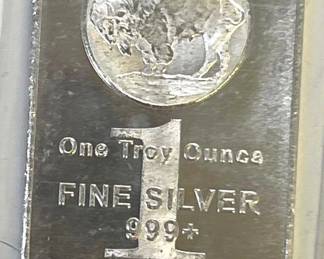 One Troy Ounce
1
FINE SILVER
999+